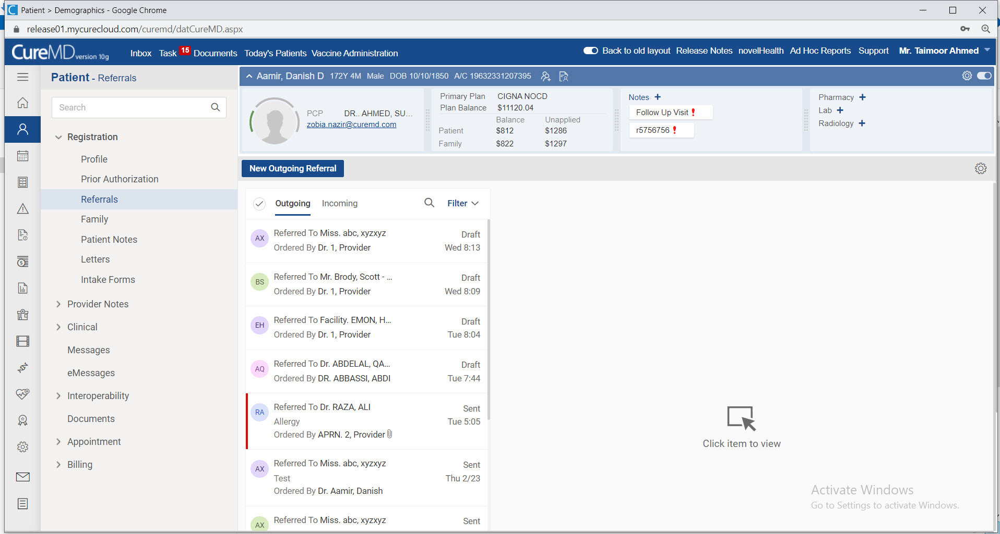 Patient > Demographics - Google Chrome
release01.mycurecloud.com/curemd/datCureMD.aspx
CureMD version 10g
Inbox Task 15 Documents Today's Patients Vaccine Administration
Back to old layout Release Notes novelHealth Ad Hoc Reports Support Mr. Taimoor Ahmed
Patient - Referrals
Search
Registration
Profile
Prior Authorization
Referrals
Family
Patient Notes
Letters
Intake Forms
Provider Notes
Clinical
Messages
eMessages
Interoperability
Documents
Appointment
Billing
Aamir, Danish D 172Y 4M Male DOB 10/10/1850 A/C 19632331207395
PCP DR.. AHMED, SU...
zobia.nazir@curemd.com
Primary Plan CIGNA NOCD
Plan Balance $11120.04
Balance Unapplied
Patient $812 $1286
Family $822 $1297
Notes +
Follow Up Visit !
r5756756 !
Pharmacy +
Lab +
Radiology +
New Outgoing Referral
Outgoing Incoming Filter
AX
Referred To Miss. abc, xyzxyz Draft
Ordered By Dr. 1, Provider Wed 8:13
BS
Referred To Mr. Brody, Scott - ... Draft
Ordered By Dr. 1, Provider Wed 8:09
EH
Referred To Facility. EMON, H... Draft
Ordered By Dr. 1, Provider Tue 8:04
AQ
Referred To Dr. ABDELAL, QA... Draft
Ordered By DR. ABBASSI, ABDI Tue 7:44
RA
Referred To Dr. RAZA, ALI Sent
Allergy Tue 5:05
Ordered By APRN. 2, Provider
AX
Referred To Miss. abc, xyzxyz Sent
Test Thu 2/23
Ordered By Dr. Aamir, Danish
AX
Referred To Miss. abc, xyzxyz Sent
Click item to view
Activate Windows
Go to Settings to activate Windows.